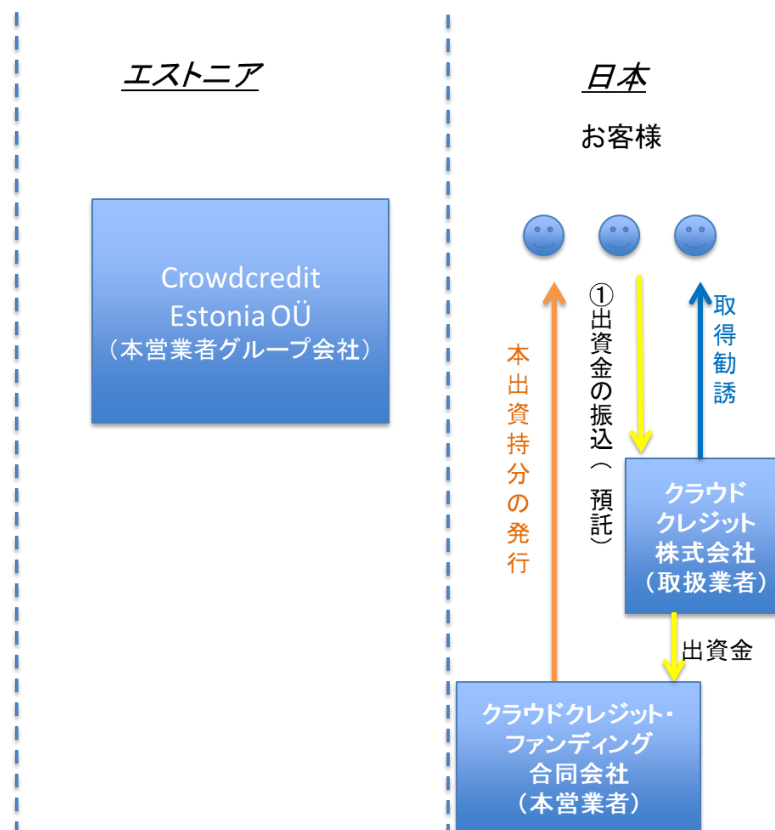 エストニア
日本
お客様
Crowdcredit
Estonia OÜ
（本営業者グループ会社）
本出資持分の発行
①出資金の振込（ 預託）
取得勧誘
クラウド
クレジット
株式会社
（取扱業者）
出資金
クラウドクレジット・
ファンディング
合同会社
（本営業者）